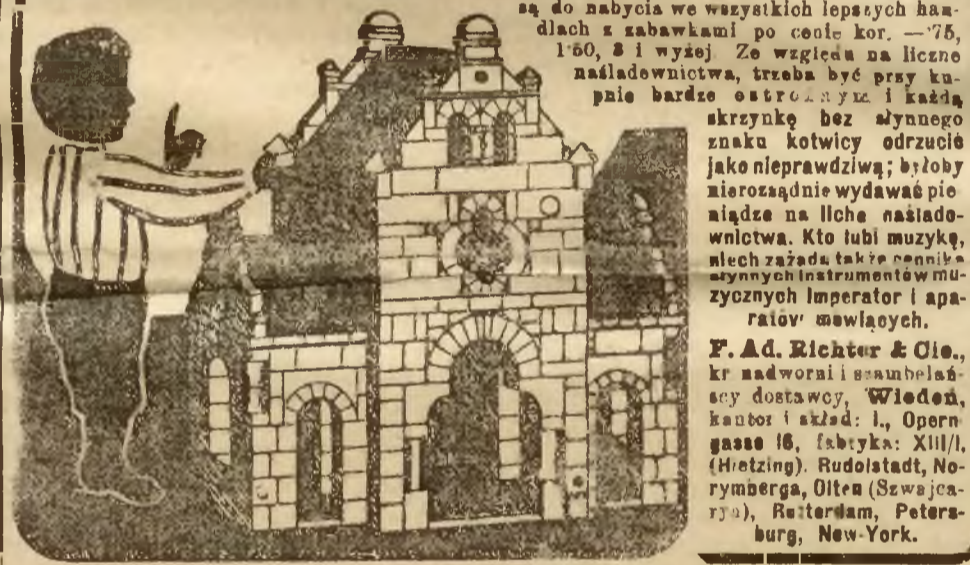 są do nabycia we wszystkich lepszych han-
dlach z zabawkami po cenie kor. —·75,
1·50, 3 i wyżej. Ze względu na liczne
naśladownictwa, trzeba być przy ku-
pnie bardzo ostrożnym i każdą
skrzynkę bez słynnego
znaku kotwicy odrzucić
jako nieprawdziwą; byłoby
nierozsądnie wydawać pie-
niądze na liche naślado-
wnictwa. Kto lubi muzykę,
niech zażąda także cennika
słynnych instrumentów mu-
zycznych Imperator i apa-
ratów mówiących.
F. Ad. Richter & Cie.,
kr nadworni i szambelań-
scy dostawcy, Wiedeń,
kantor i skład: I., Opern-
gasse 16, fabryka: XIII/I.
(Hietzing). Rudolstadt, No-
rymberga, Olten (Szwajca-
rya), Rotterdam, Peters-
burg, New-York.